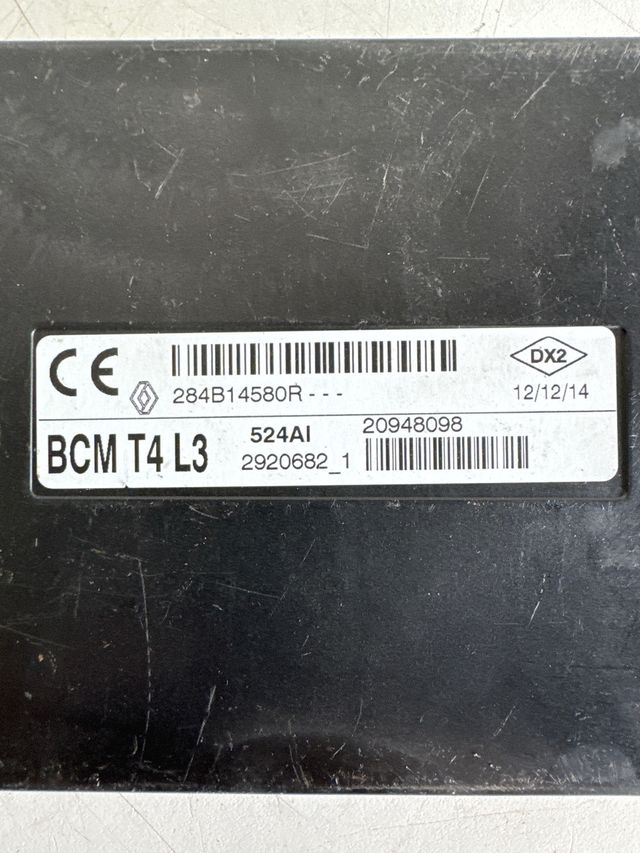 CE
284B14580R - - -
DX2
12/12/14
BCM T4 L3
524AI
2920682_1
20948098